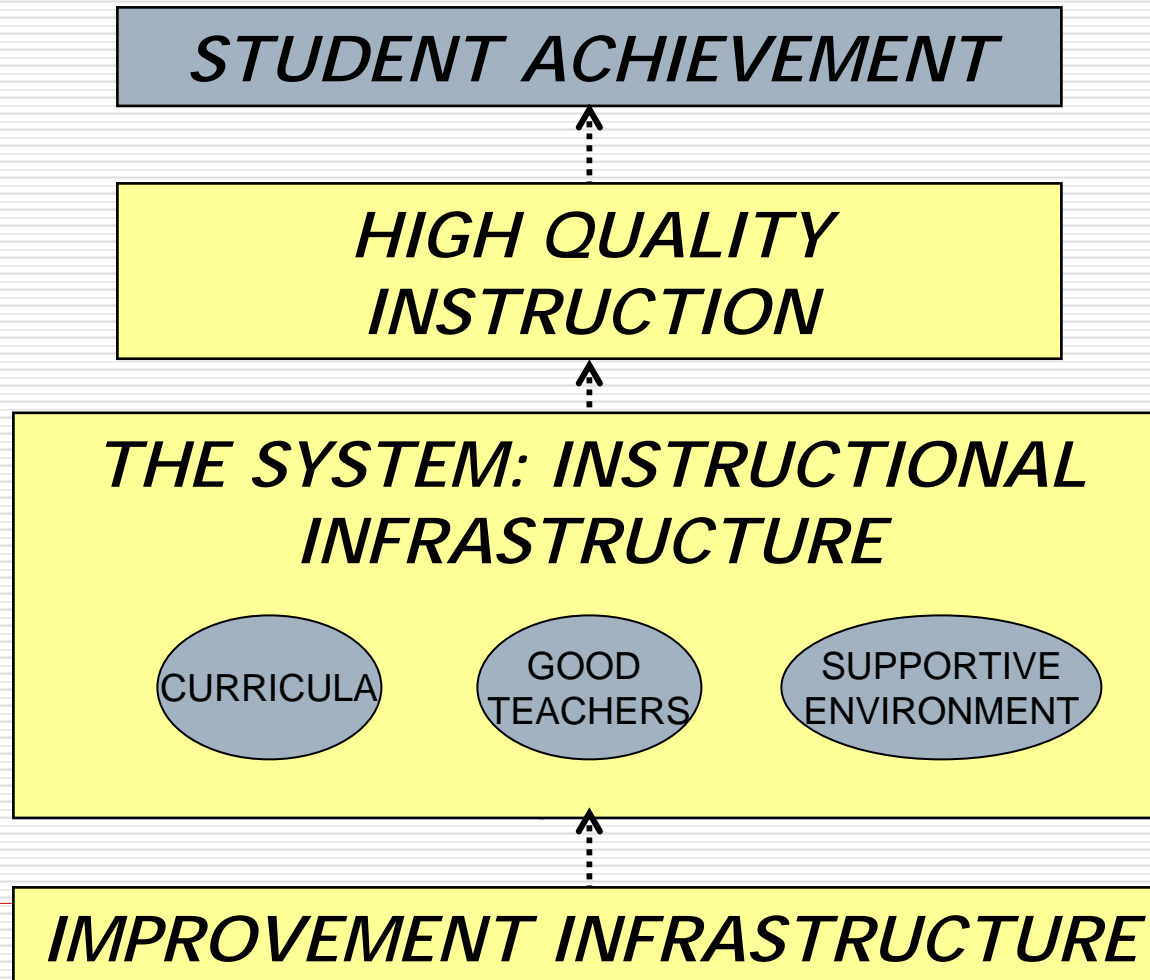 STUDENT ACHIEVEMENT
HIGH QUALITY
INSTRUCTION
THE SYSTEM: INSTRUCTIONAL
INFRASTRUCTURE
CURRICULA
GOOD
TEACHERS
SUPPORTIVE
ENVIRONMENT
IMPROVEMENT INFRASTRUCTURE